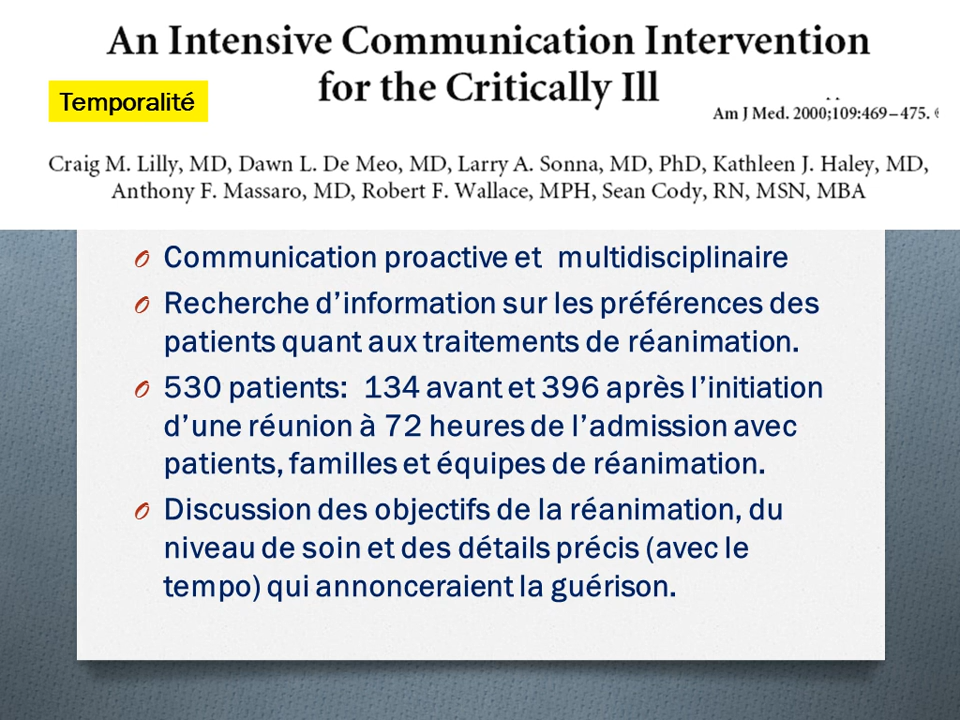 An Intensive Communication Intervention
for the Critically Ill
Temporalité
Am J Med. 2000;109:469–475.
Craig M. Lilly, MD, Dawn L. De Meo, MD, Larry A. Sonna, MD, PhD, Kathleen J. Haley, MD,
Anthony F. Massaro, MD, Robert F. Wallace, MPH, Sean Cody, RN, MSN, MBA
Communication proactive et multidisciplinaire
Recherche d’information sur les préférences des
patients quant aux traitements de réanimation.
530 patients: 134 avant et 396 après l’initiation
d’une réunion à 72 heures de l’admission avec
patients, familles et équipes de réanimation.
Discussion des objectifs de la réanimation, du
niveau de soin et des détails précis (avec le
tempo) qui annonceraient la guérison.